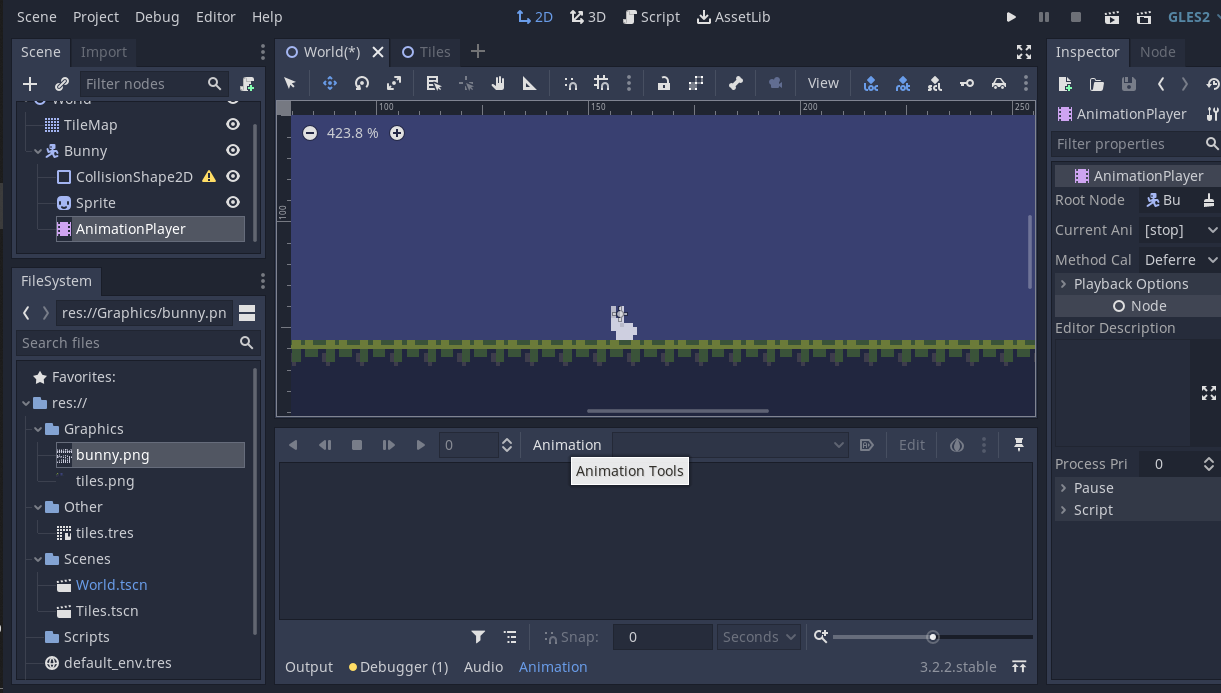 Scene Project Debug Editor Help 2D 3D Script AssetLib GLES2
Scene Import
World(*) Tiles
Inspector Node
Filter nodes
View
World
TileMap
Bunny
CollisionShape2D
Sprite
AnimationPlayer
100 150 200 250
423.8 %
100
AnimationPlayer
Filter properties
AnimationPlayer
Root Node Bu
Current Ani [stop]
Method Cal Deferre
Playback Options
Node
Editor Description
Process Pri 0
Pause
Script
FileSystem
res://Graphics/bunny.pn
Search files
Favorites:
res://
Graphics
bunny.png
tiles.png
Other
tiles.tres
Scenes
World.tscn
Tiles.tscn
Scripts
default_env.tres
0 Animation Edit
Animation Tools
Snap: 0 Seconds
Output Debugger (1) Audio Animation 3.2.2.stable